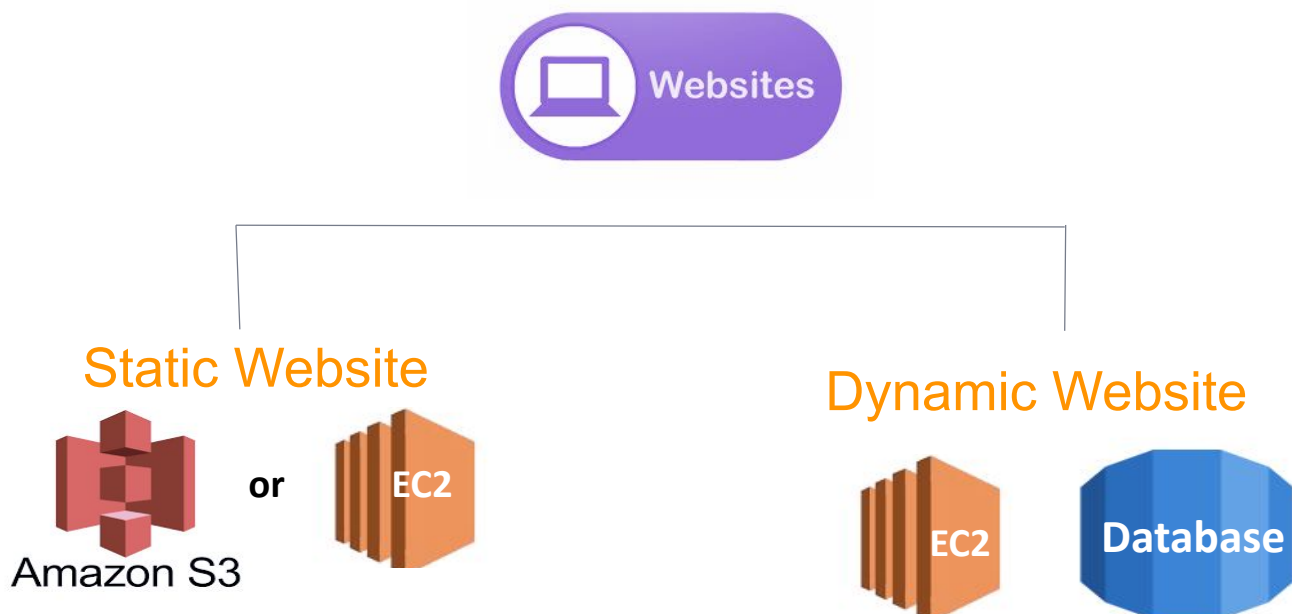 Websites
Static Website
Dynamic Website
or
EC2
Amazon S3
EC2
Database